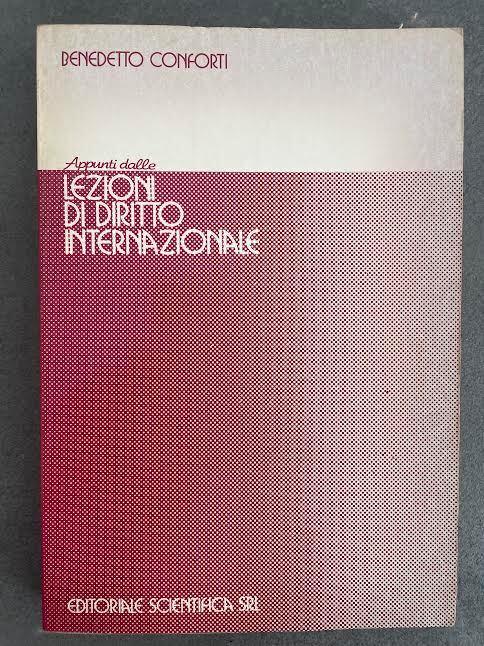 BENEDETTO CONFORTI
Appunti dalle
LEZIONI
DI DIRITTO
INTERNAZIONALE
EDITORIALE SCIENTIFICA SRL